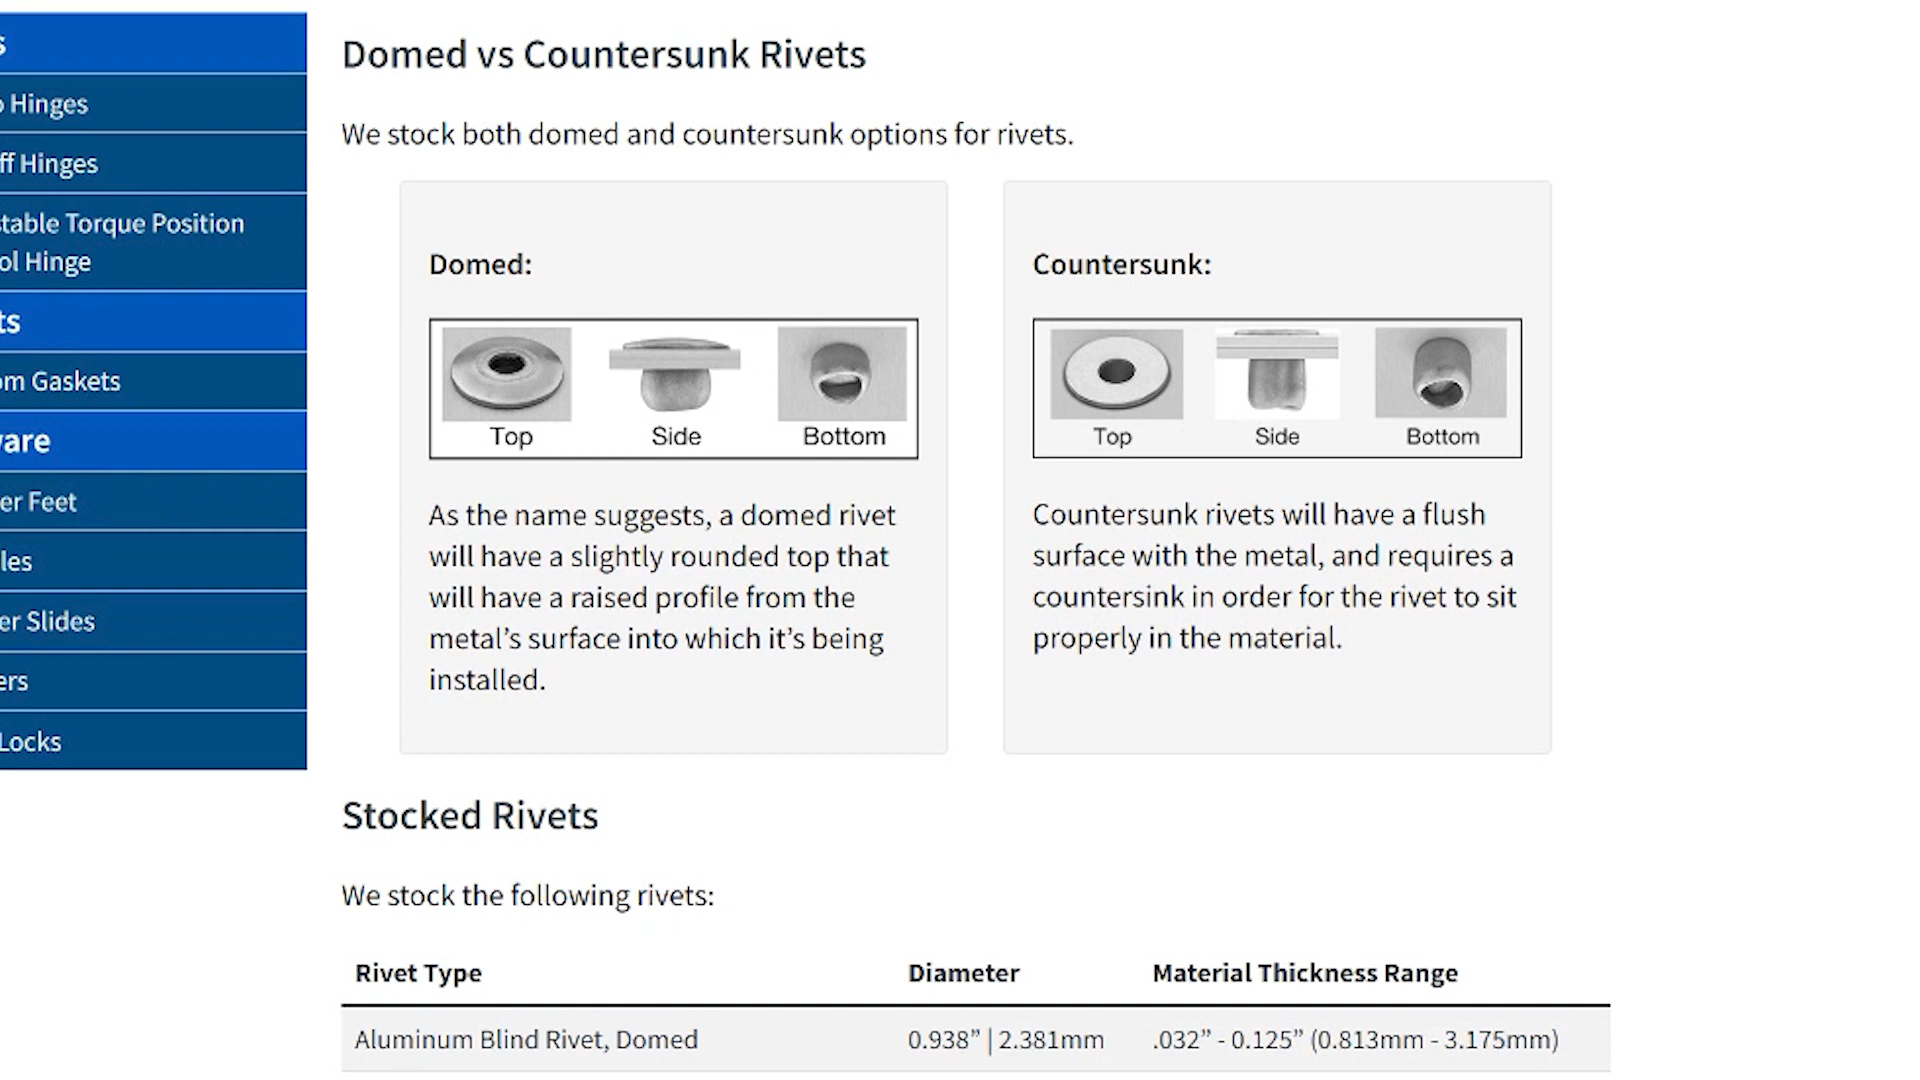 s
Hinges
ff Hinges
stable Torque Position
ol Hinge
ts
om Gaskets
ware
er Feet
les
er Slides
ers
Locks
Domed vs Countersunk Rivets
We stock both domed and countersunk options for rivets.
Domed:
Top Side Bottom
As the name suggests, a domed rivet
will have a slightly rounded top that
will have a raised profile from the
metal’s surface into which it’s being
installed.
Countersunk:
Top Side Bottom
Countersunk rivets will have a flush
surface with the metal, and requires a
countersink in order for the rivet to sit
properly in the material.
Stocked Rivets
We stock the following rivets:
Rivet Type Diameter Material Thickness Range
Aluminum Blind Rivet, Domed 0.938” | 2.381mm .032” - 0.125” (0.813mm - 3.175mm)